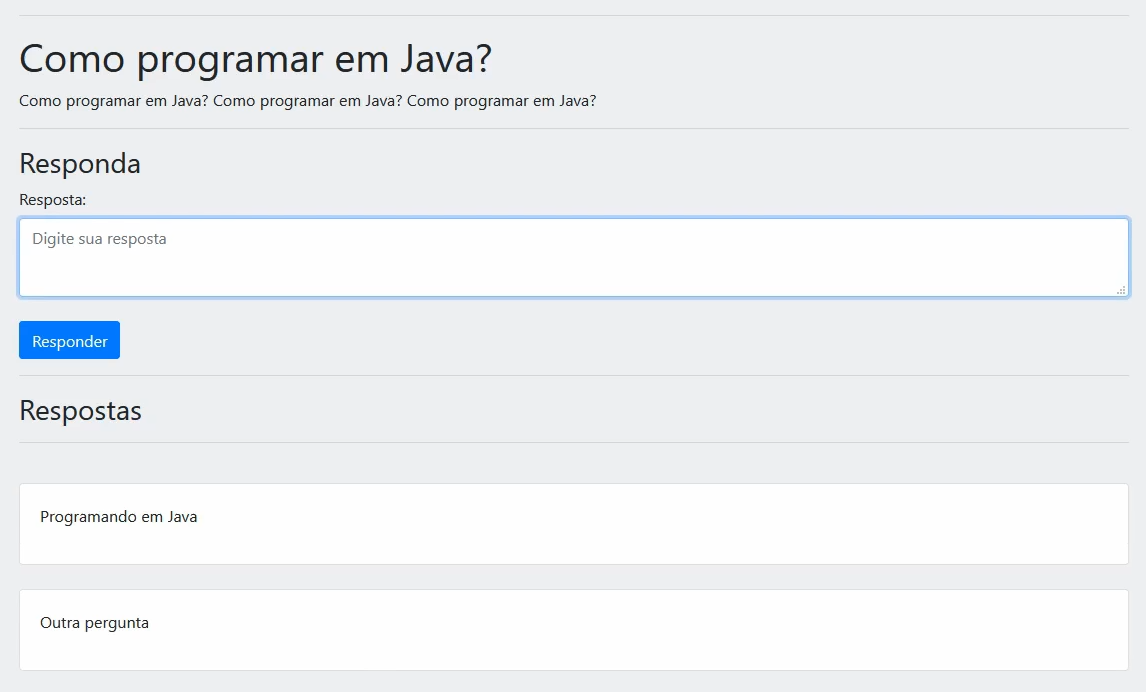 Como programar em Java?
Como programar em Java? Como programar em Java? Como programar em Java?
Responda
Resposta:
Digite sua resposta
Responder
Respostas
Programando em Java
Outra pergunta